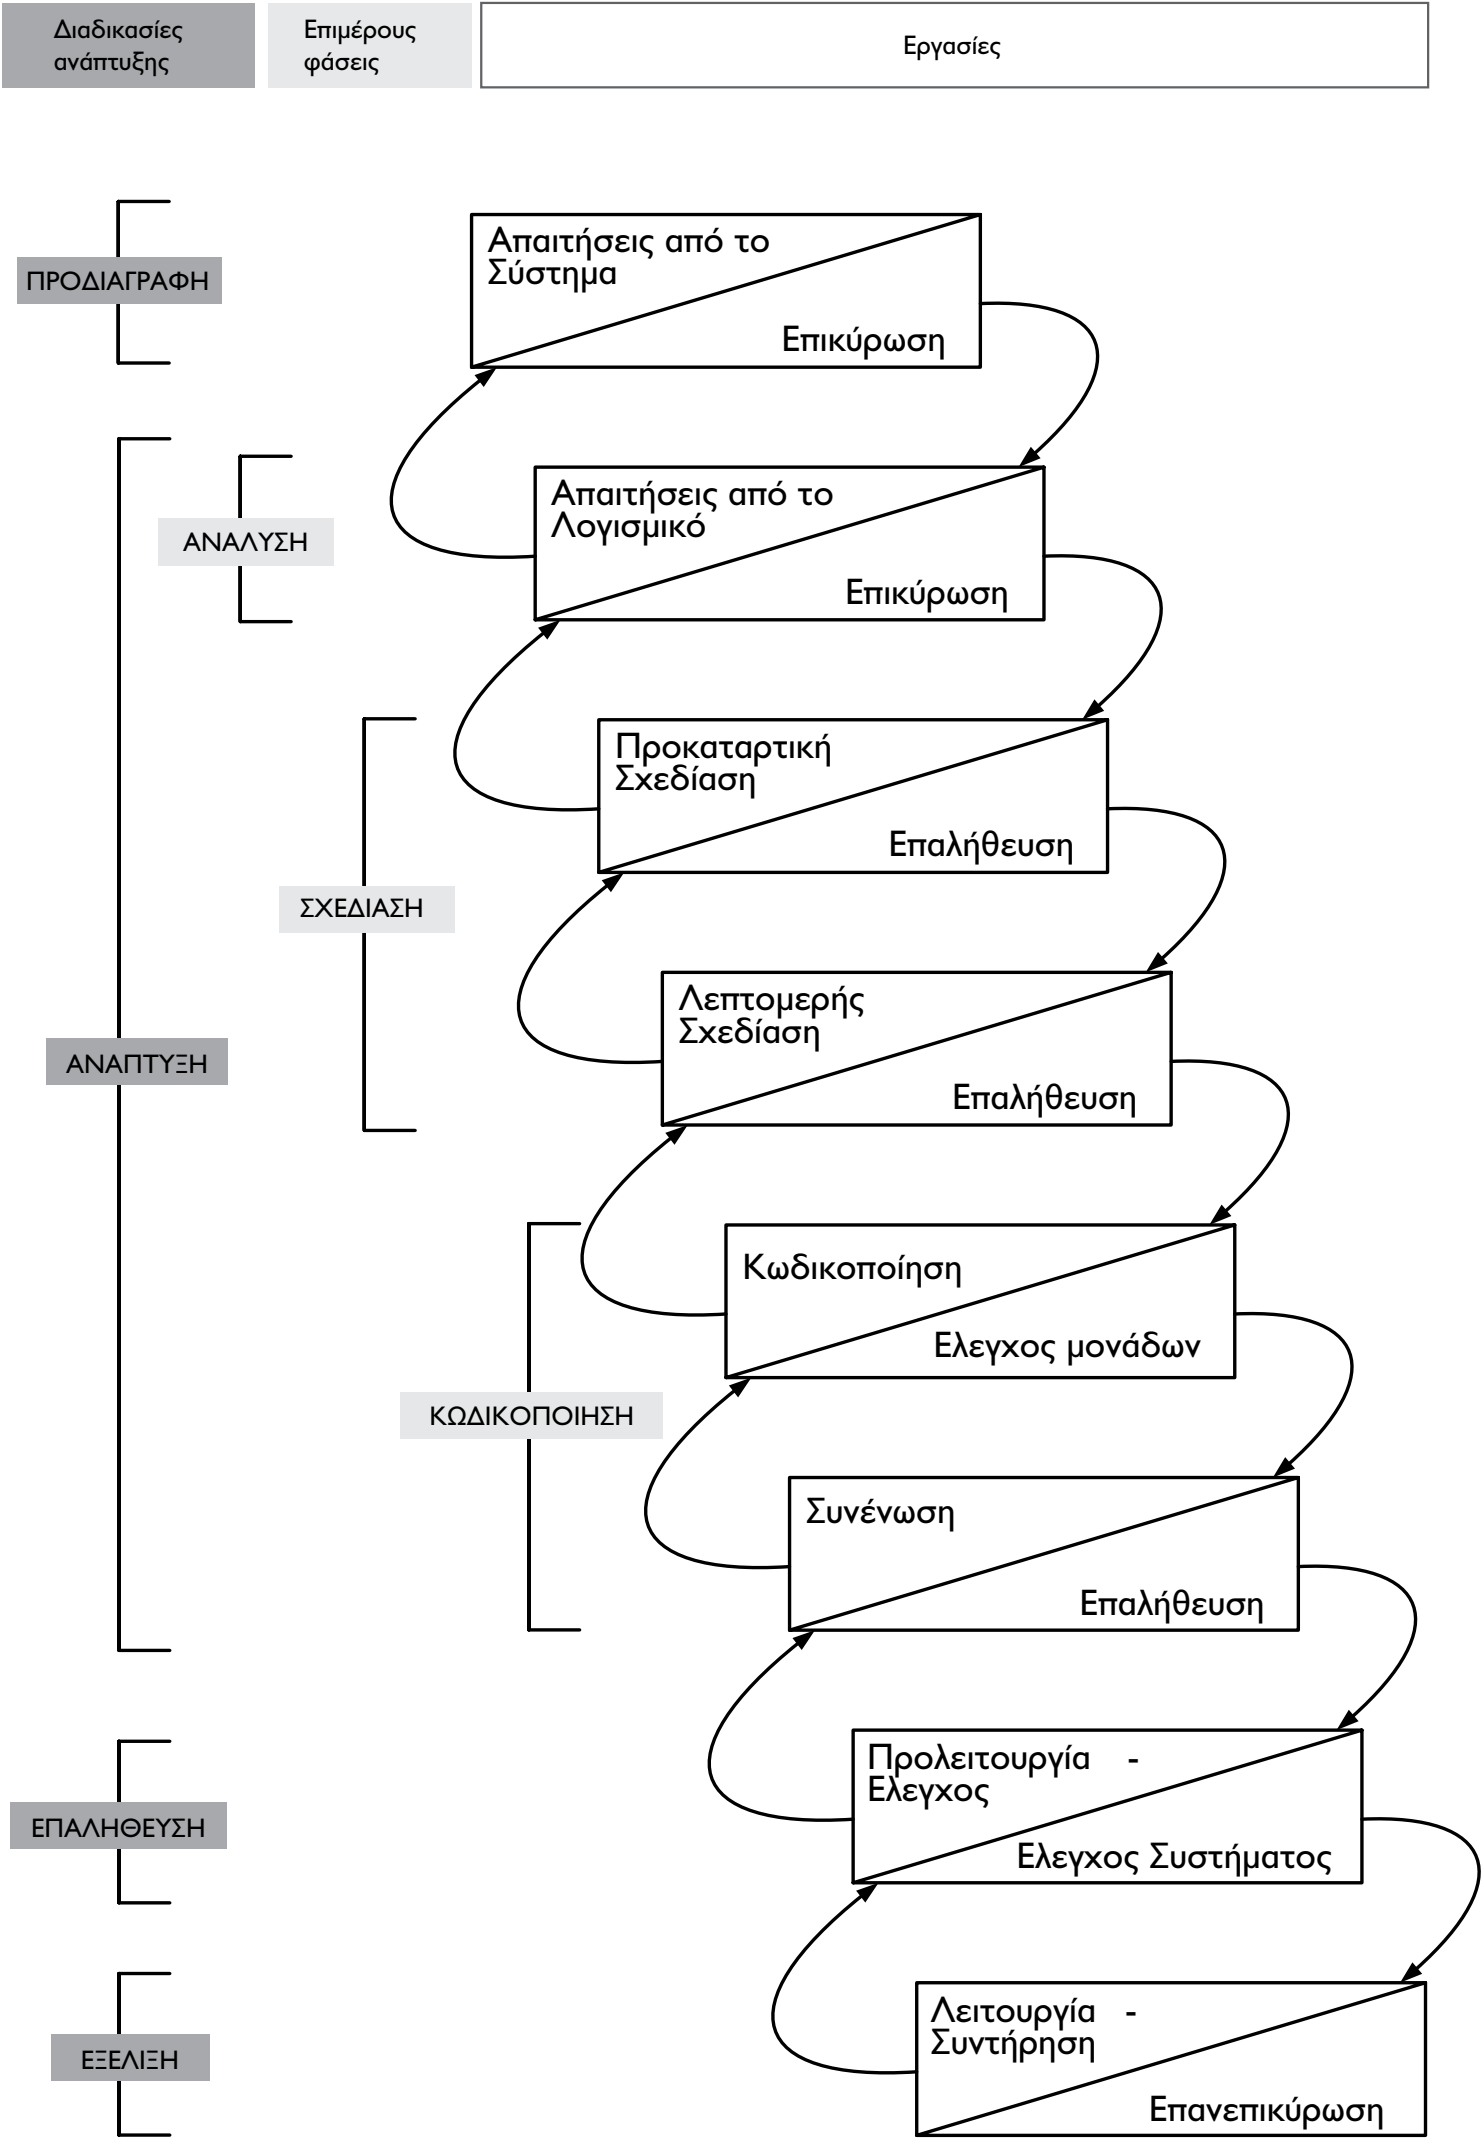 Διαδικασίες
ανάπτυξης
Επιμέρους
φάσεις
Εργασίες
ΠΡΟΔΙΑΓΡΑΦΗ
Απαιτήσεις από το
Σύστημα
Επικύρωση
ΑΝΑΛΥΣΗ
Απαιτήσεις από το
Λογισμικό
Επικύρωση
Προκαταρτική
Σχεδίαση
Επαλήθευση
ΣΧΕΔΙΑΣΗ
Λεπτομερής
Σχεδίαση
Επαλήθευση
ΑΝΑΠΤΥΞΗ
Κωδικοποίηση
Ελεγχος μονάδων
ΚΩΔΙΚΟΠΟΙΗΣΗ
Συνένωση
Επαλήθευση
Προλειτουργία -
Ελεγχος
Ελεγχος Συστήματος
ΕΠΑΛΗΘΕΥΣΗ
Λειτουργία -
Συντήρηση
Επανεπικύρωση
ΕΞΕΛΙΞΗ